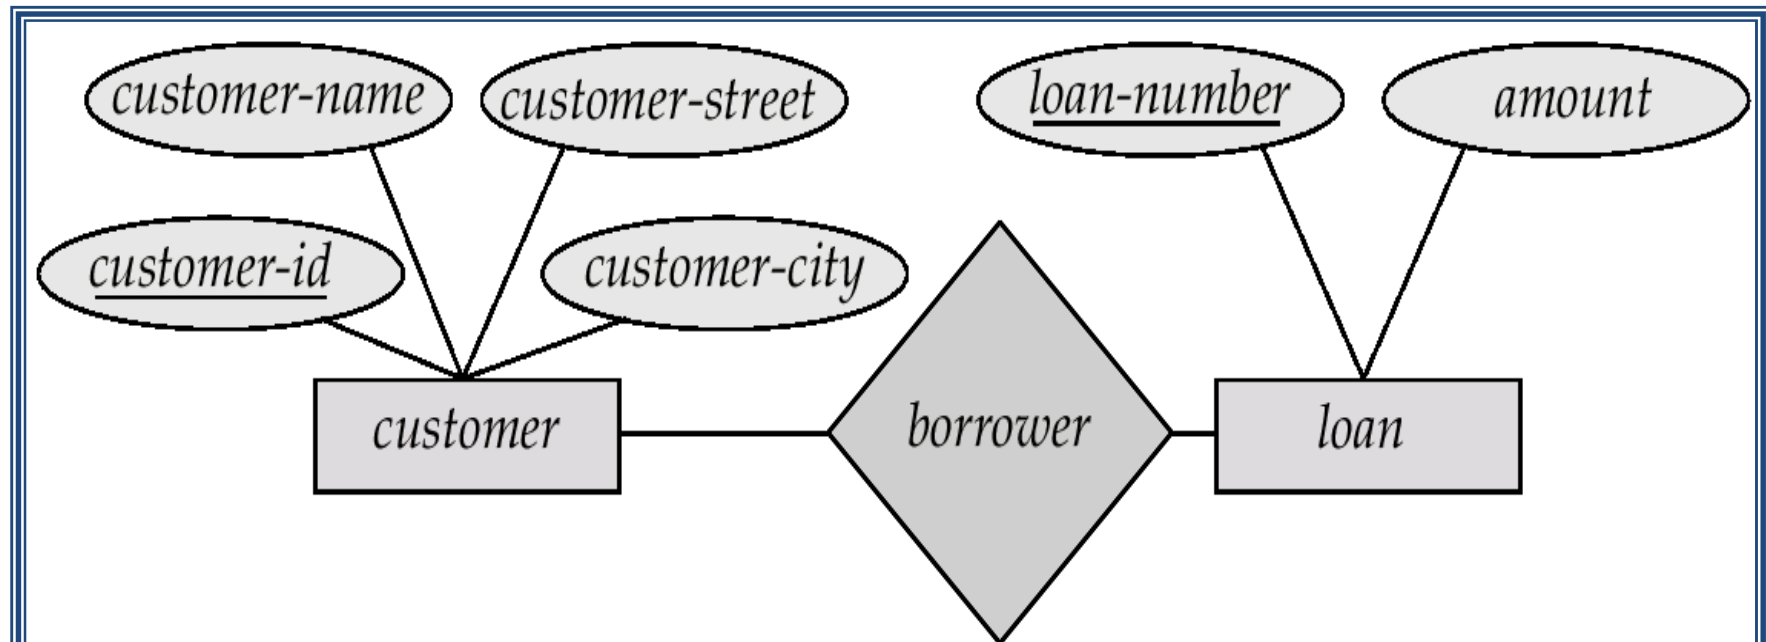 customer-name
customer-street
loan-number
amount
customer-id
customer-city
customer
borrower
loan